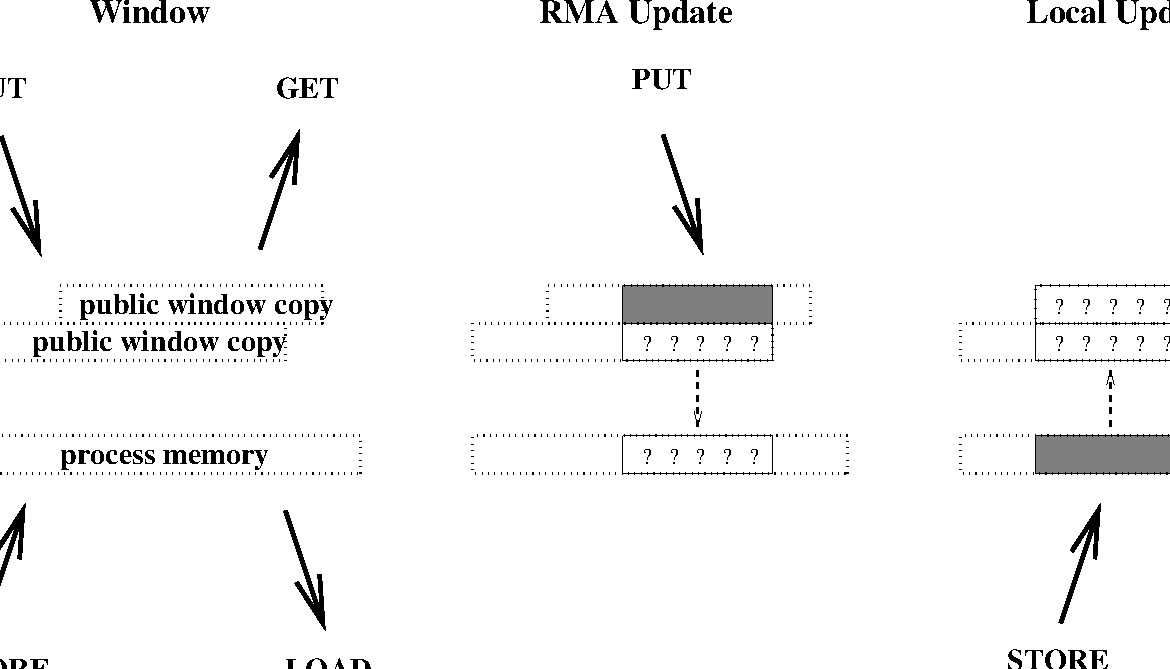 Window RMA Update Local Upd
UT GET PUT
public window copy ? ? ? ? ?
public window copy ? ? ? ? ? ? ? ? ? ?
process memory ? ? ? ? ?
ORE LOAD STORE